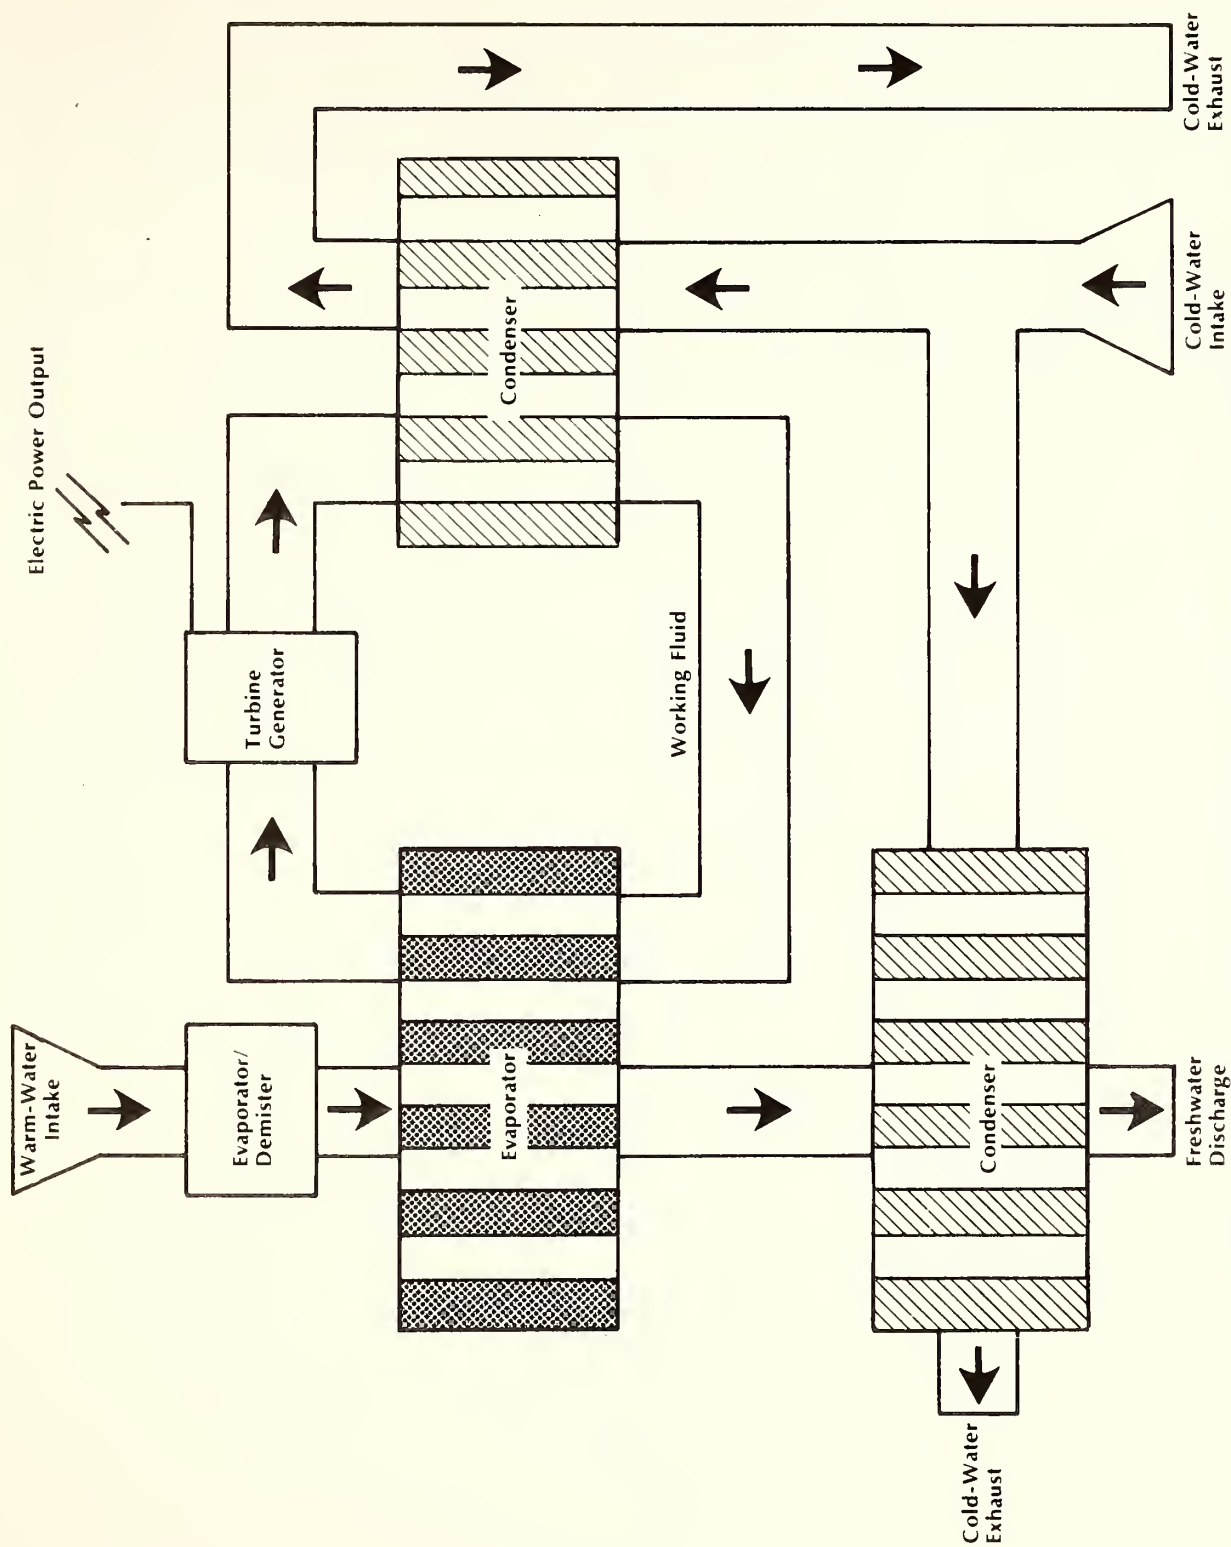 Warm-Water
Intake
Evaporator/
Demister
Evaporator
Turbine
Generator
Electric Power Output
Condenser
Working Fluid
Condenser
Cold-Water
Exhaust
Freshwater
Discharge
Cold-Water
Intake
Cold-Water
Exhaust